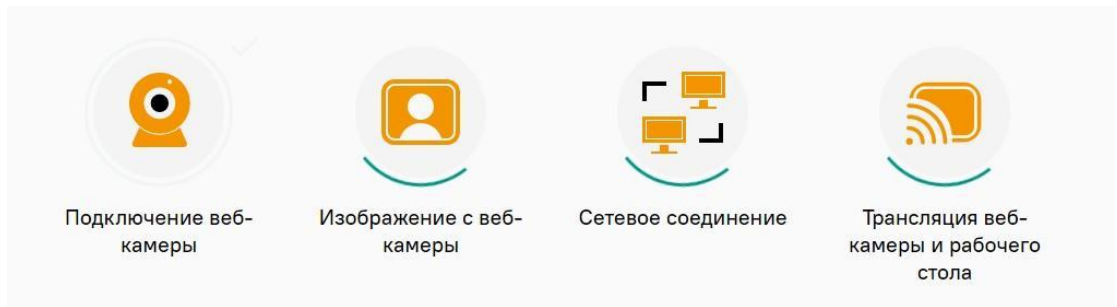 Подключение веб-
камеры
Изображение с веб-
камеры
Сетевое соединение
Трансляция веб-
камеры и рабочего
стола